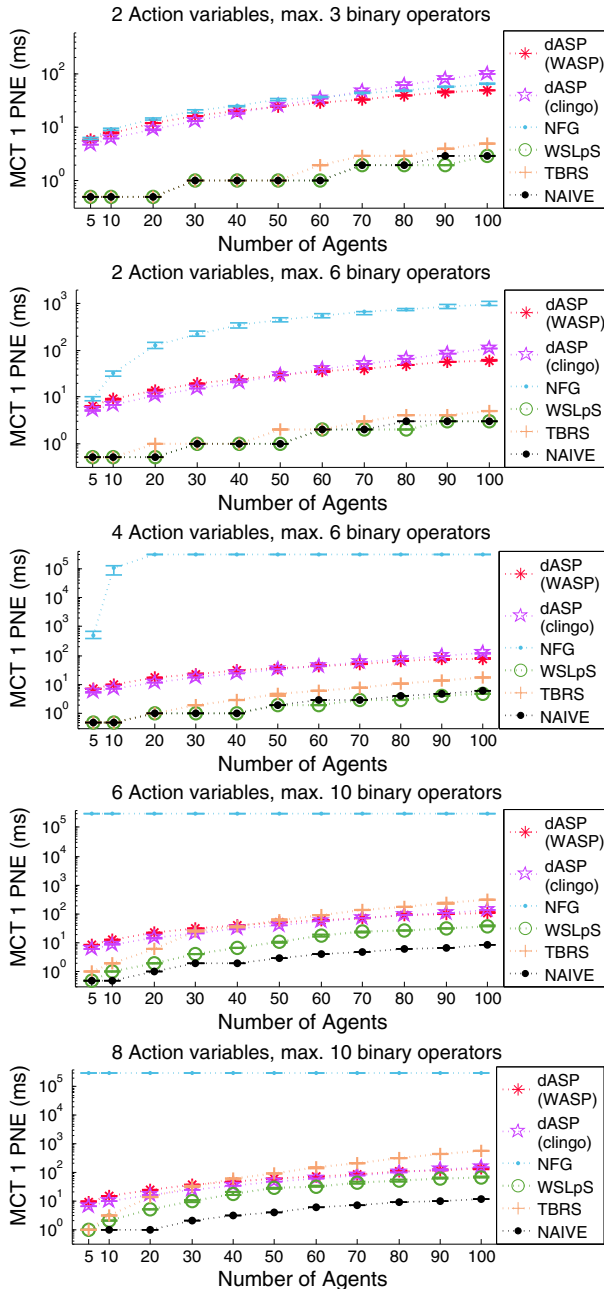 2 Action variables, max. 3 binary operators
MCT 1 PNE (ms)
10^2
10^1
10^0
5 10 20 30 40 50 60 70 80 90 100
Number of Agents
dASP
(WASP)
dASP
(clingo)
NFG
WSLpS
TBRS
NAIVE
2 Action variables, max. 6 binary operators
MCT 1 PNE (ms)
10^3
10^2
10^1
10^0
5 10 20 30 40 50 60 70 80 90 100
Number of Agents
dASP
(WASP)
dASP
(clingo)
NFG
WSLpS
TBRS
NAIVE
4 Action variables, max. 6 binary operators
MCT 1 PNE (ms)
10^5
10^4
10^3
10^2
10^1
10^0
5 10 20 30 40 50 60 70 80 90 100
Number of Agents
dASP
(WASP)
dASP
(clingo)
NFG
WSLpS
TBRS
NAIVE
6 Action variables, max. 10 binary operators
MCT 1 PNE (ms)
10^5
10^4
10^3
10^2
10^1
10^0
5 10 20 30 40 50 60 70 80 90 100
Number of Agents
dASP
(WASP)
dASP
(clingo)
NFG
WSLpS
TBRS
NAIVE
8 Action variables, max. 10 binary operators
MCT 1 PNE (ms)
10^5
10^4
10^3
10^2
10^1
10^0
5 10 20 30 40 50 60 70 80 90 100
Number of Agents
dASP
(WASP)
dASP
(clingo)
NFG
WSLpS
TBRS
NAIVE